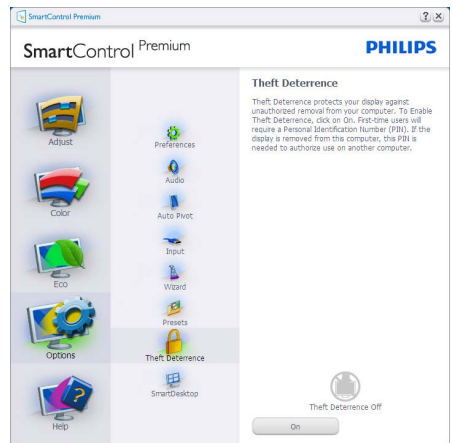 SmartControl Premium
SmartControl Premium
PHILIPS
Adjust
Color
Eco
Options
Help
Preferences
Audio
Auto Pivot
Input
Wizard
Presets
Theft Deterrence
SmartDesktop
Theft Deterrence
Theft Deterrence protects your display against
unauthorized removal from your computer. To Enable
Theft Deterrence, click on On. First-time users will
require a Personal Identification Number (PIN). If the
display is removed from this computer, this PIN is
needed to authorize use on another computer.
Theft Deterrence Off
On